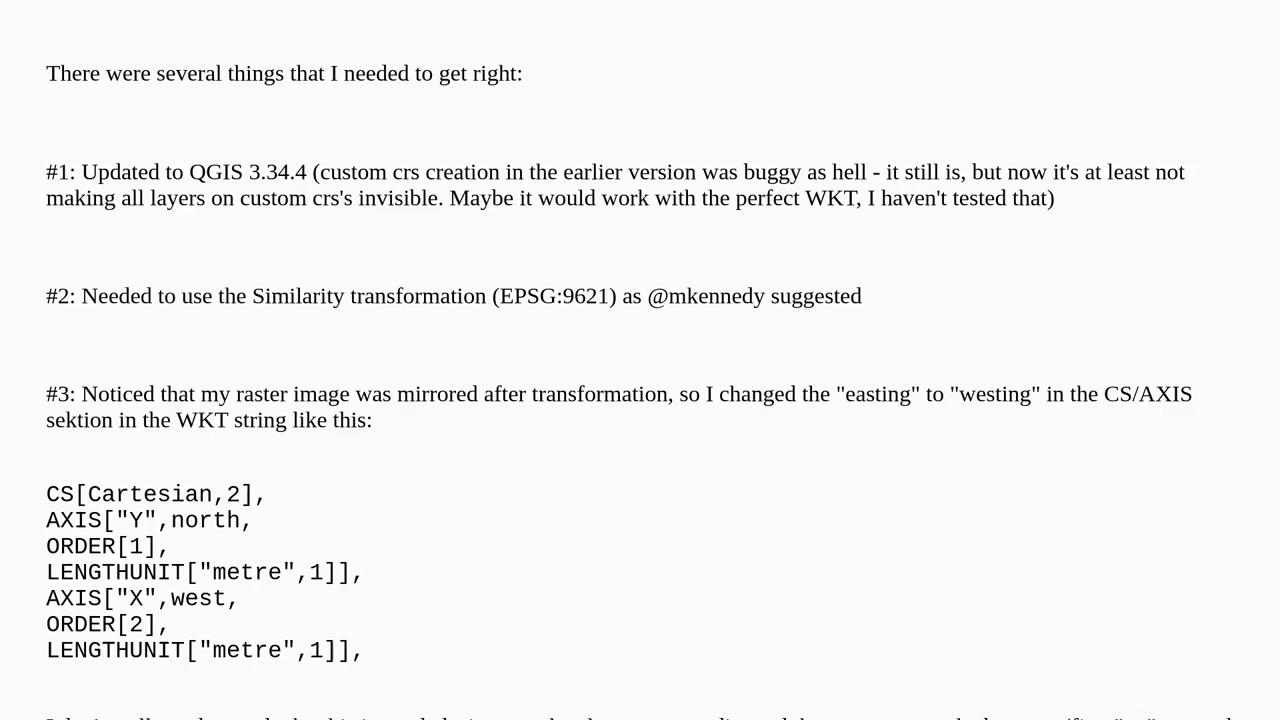 There were several things that I needed to get right:
#1: Updated to QGIS 3.34.4 (custom crs creation in the earlier version was buggy as hell - it still is, but now it's at least not
making all layers on custom crs's invisible. Maybe it would work with the perfect WKT, I haven't tested that)
#2: Needed to use the Similarity transformation (EPSG:9621) as @mkennedy suggested
#3: Noticed that my raster image was mirrored after transformation, so I changed the "easting" to "westing" in the CS/AXIS
sektion in the WKT string like this:
CS[Cartesian,2],
AXIS["Y",north,
ORDER[1],
LENGTHUNIT["metre",1]],
AXIS["X",west,
ORDER[2],
LENGTHUNIT["metre",1]],